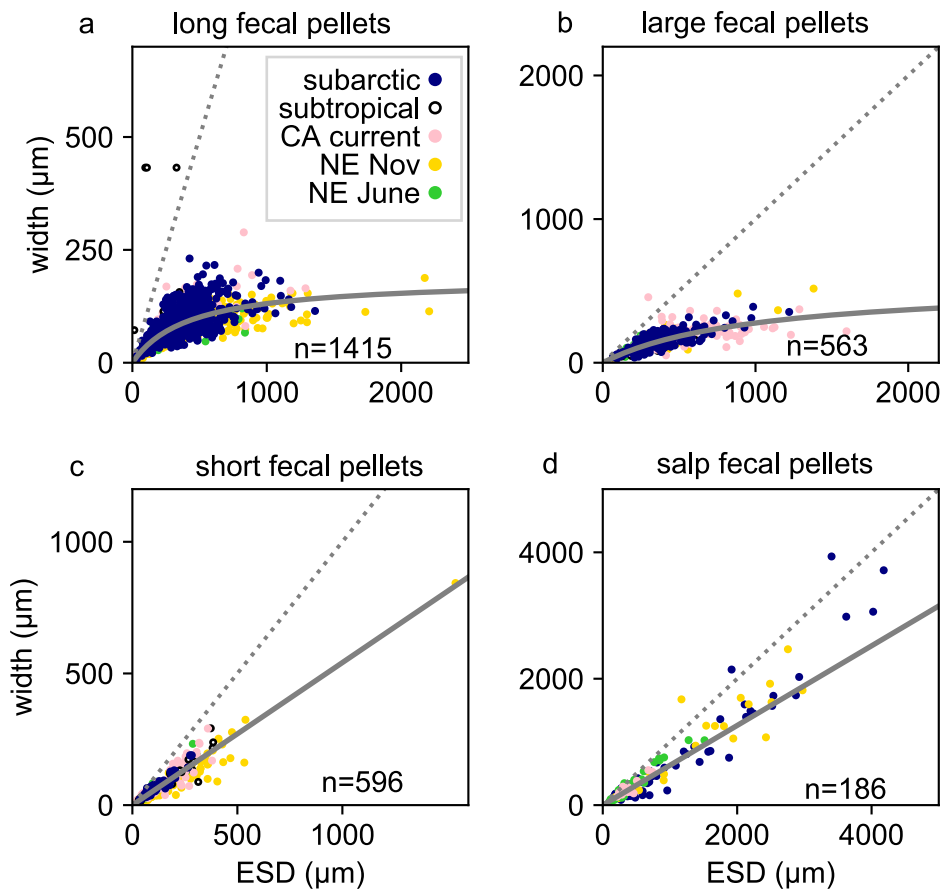 a long fecal pellets
b large fecal pellets
width (µm)
500
250
0
0 1000 2000
subarctic
subtropical
CA current
NE Nov
NE June
n=1415
2000
1000
0
0 1000 2000
n=563
c short fecal pellets
d salp fecal pellets
width (µm)
1000
500
0
0 500 1000
n=596
ESD (µm)
4000
2000
0
0 2000 4000
n=186
ESD (µm)